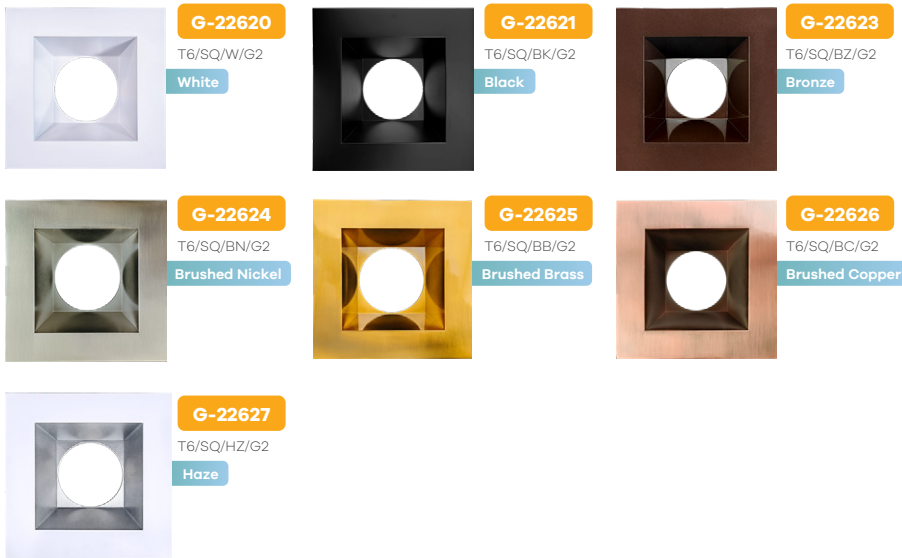 G-22620
T6/SQ/W/G2
White
G-22621
T6/SQ/BK/G2
Black
G-22623
T6/SQ/BZ/G2
Bronze
G-22624
T6/SQ/BN/G2
Brushed Nickel
G-22625
T6/SQ/BB/G2
Brushed Brass
G-22626
T6/SQ/BC/G2
Brushed Copper
G-22627
T6/SQ/HZ/G2
Haze